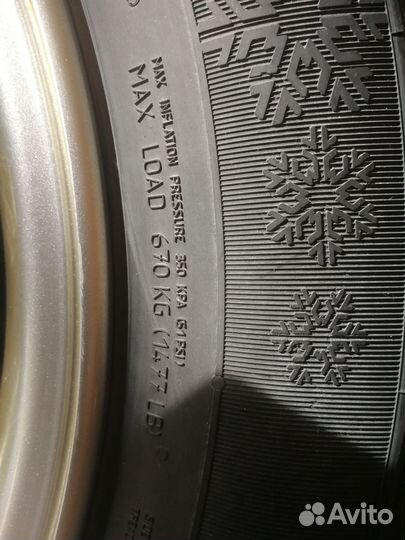 MAX INFLATION PRESSURE 350 KPA (51 PSI)
MAX LOAD 670 KG (1477 LB)
Avito